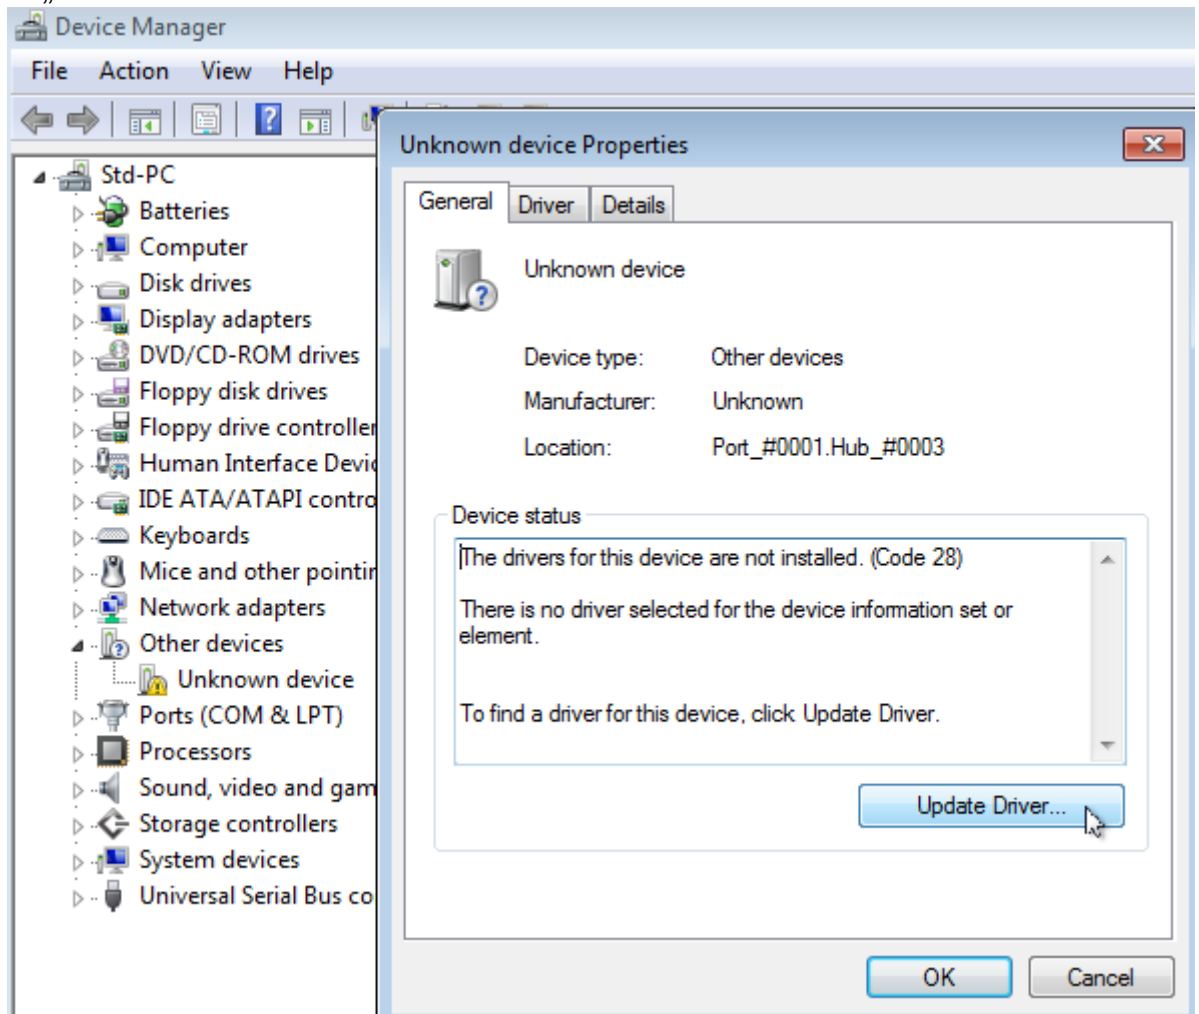 „
Device Manager
File Action View Help
Unknown device Properties
General Driver Details
Unknown device
Device type: Other devices
Manufacturer: Unknown
Location: Port_#0001.Hub_#0003
Device status
The drivers for this device are not installed. (Code 28)
There is no driver selected for the device information set or
element.
To find a driver for this device, click Update Driver.
Update Driver...
OK Cancel
Std-PC
Batteries
Computer
Disk drives
Display adapters
DVD/CD-ROM drives
Floppy disk drives
Floppy drive controller
Human Interface Devic
IDE ATA/ATAPI contro
Keyboards
Mice and other pointin
Network adapters
Other devices
Unknown device
Ports (COM & LPT)
Processors
Sound, video and gam
Storage controllers
System devices
Universal Serial Bus co